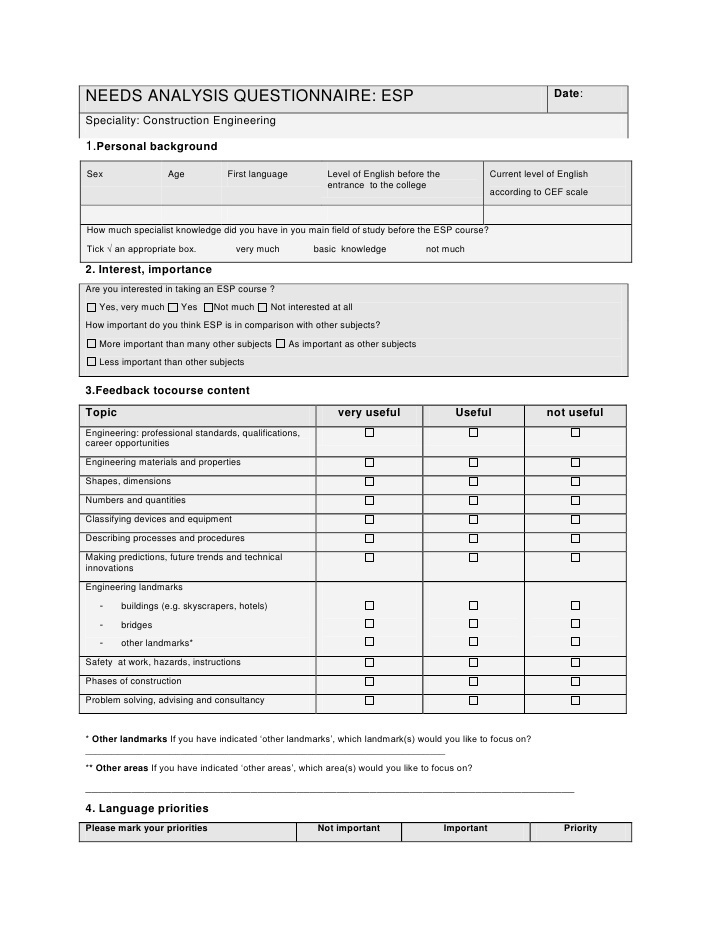 NEEDS ANALYSIS QUESTIONNAIRE: ESP Date:
Speciality: Construction Engineering
1.Personal background
Sex Age First language Level of English before the entrance to the college Current level of English according to CEF scale
How much specialist knowledge did you have in you main field of study before the ESP course?
Tick √ an appropriate box. very much basic knowledge not much
2. Interest, importance
Are you interested in taking an ESP course ?
☐ Yes, very much ☐ Yes ☐Not much ☐ Not interested at all
How important do you think ESP is in comparison with other subjects?
☐ More important than many other subjects ☐ As important as other subjects
☐ Less important than other subjects
3.Feedback tocourse content
Topic very useful Useful not useful
Engineering: professional standards, qualifications,
career opportunities ☐ ☐ ☐
Engineering materials and properties ☐ ☐ ☐
Shapes, dimensions ☐ ☐ ☐
Numbers and quantities ☐ ☐ ☐
Classifying devices and equipment ☐ ☐ ☐
Describing processes and procedures ☐ ☐ ☐
Making predictions, future trends and technical
innovations ☐ ☐ ☐
Engineering landmarks
- buildings (e.g. skyscrapers, hotels) ☐ ☐ ☐
- bridges ☐ ☐ ☐
- other landmarks* ☐ ☐ ☐
Safety at work, hazards, instructions ☐ ☐ ☐
Phases of construction ☐ ☐ ☐
Problem solving, advising and consultancy ☐ ☐ ☐
* Other landmarks If you have indicated ‘other landmarks’, which landmark(s) would you like to focus on?
** Other areas If you have indicated ‘other areas’, which area(s) would you like to focus on?
4. Language priorities
Please mark your priorities Not important Important Priority